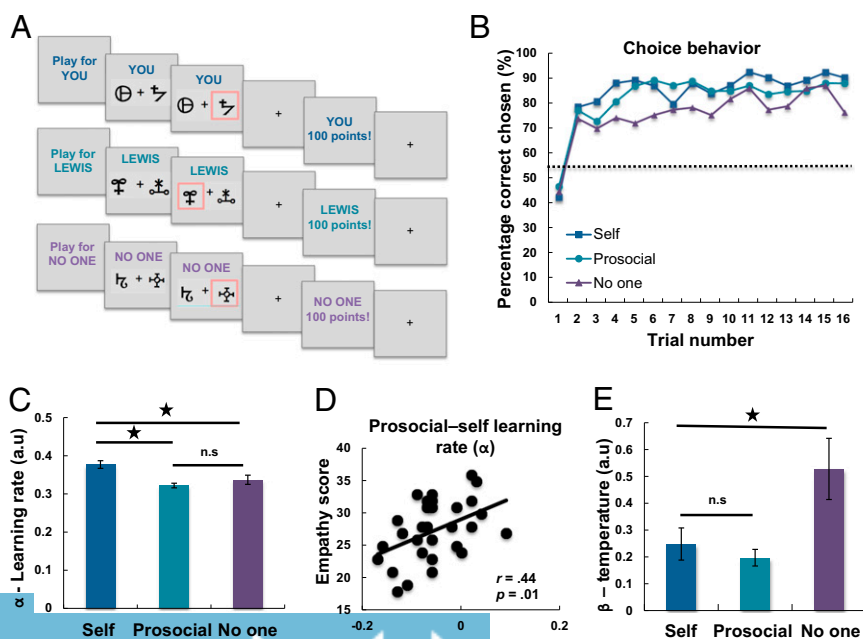 A
Play for
YOU
YOU
+
YOU
+
+
YOU
100 points!
+
Play for
LEWIS
LEWIS
+
LEWIS
+
+
LEWIS
100 points!
+
Play for
NO ONE
NO ONE
+
NO ONE
+
+
NO ONE
100 points!
+
B
Choice behavior
Percentage correct chosen (%)
100
90
80
70
60
50
40
30
20
10
0
Self
Prosocial
No one
1 2 3 4 5 6 7 8 9 10 11 12 13 14 15 16
Trial number
C
α - Learning rate (a.u)
0.5
0.4
0.3
0.2
0.1
0
n.s
Self Prosocial No one
D
Prosocial–self learning
rate (α)
Empathy score
40
35
30
25
20
15
r = .44
p = .01
-0.2 0 0.2
E
β – temperature (a.u)
0.7
0.6
0.5
0.4
0.3
0.2
0.1
0
n.s
Self Prosocial No one